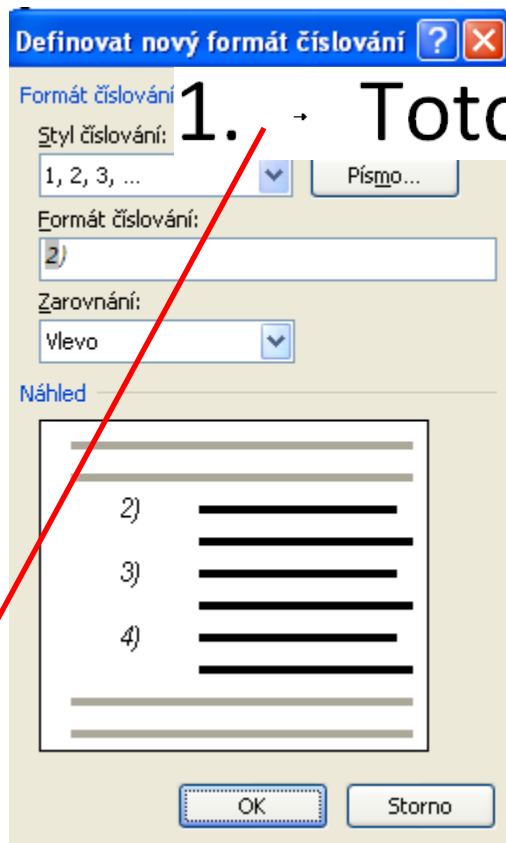 Definovat nový formát číslování
Formát číslování
1. → Toto
Styl číslování:
1, 2, 3, ...
Písmo...
Formát číslování:
2)
Zarovnání:
Vlevo
Náhled
2)
3)
4)
OK
Storno